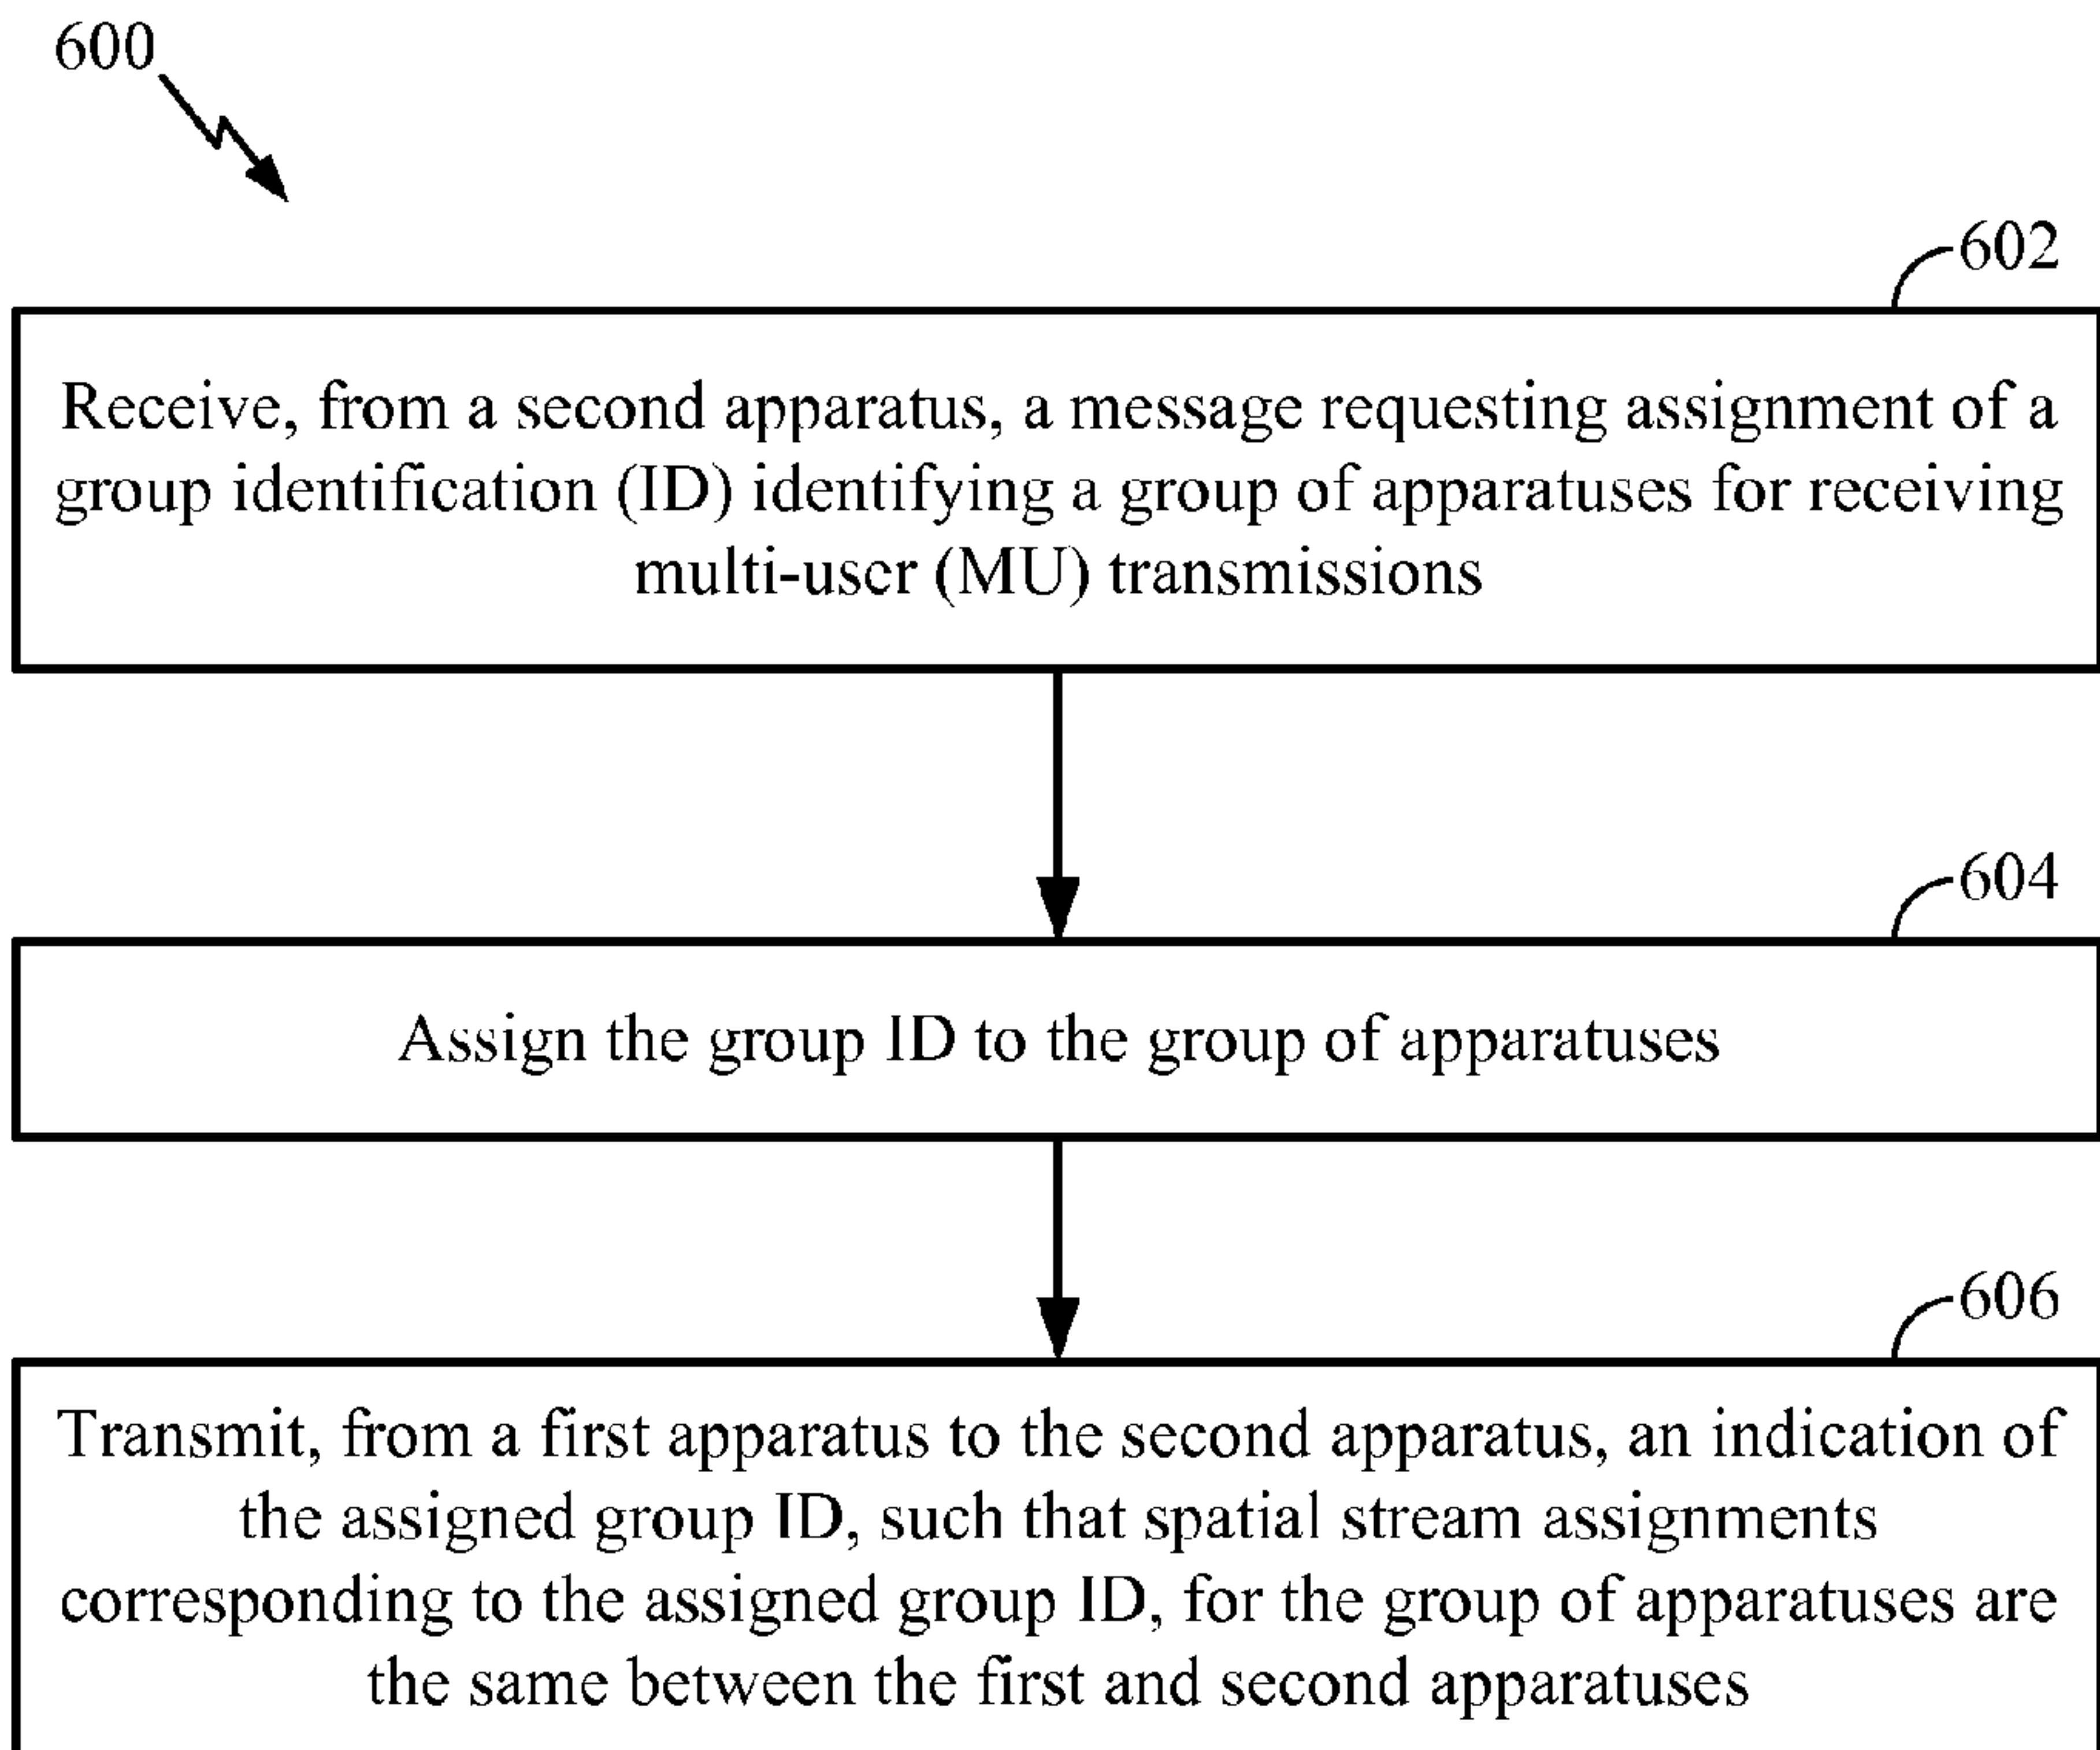 600
602
Receive, from a second apparatus, a message requesting assignment of a
group identification (ID) identifying a group of apparatuses for receiving
multi-user (MU) transmissions
604
Assign the group ID to the group of apparatuses
606
Transmit, from a first apparatus to the second apparatus, an indication of
the assigned group ID, such that spatial stream assignments
corresponding to the assigned group ID, for the group of apparatuses are
the same between the first and second apparatuses